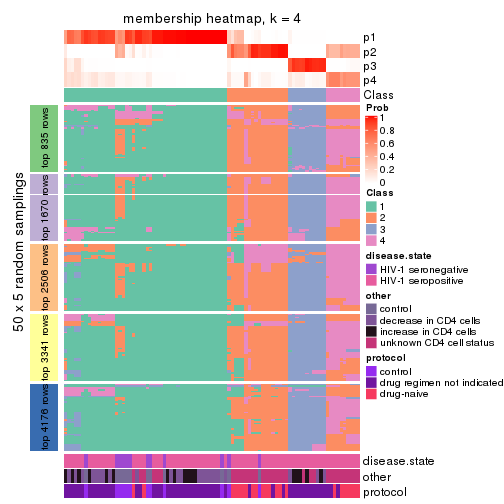 membership heatmap, k = 4
p1
p2
p3
p4
Class
50 x 5 random samplings
top 835 rows
top 1670 rows
top 2506 rows
top 3341 rows
top 4176 rows
disease.state
other
protocol
Prob
1
0.8
0.6
0.4
0.2
0
Class
1
2
3
4
disease.state
HIV-1 seronegative
HIV-1 seropositive
other
control
decrease in CD4 cells
increase in CD4 cells
unknown CD4 cell status
protocol
control
drug regimen not indicated
drug-naive